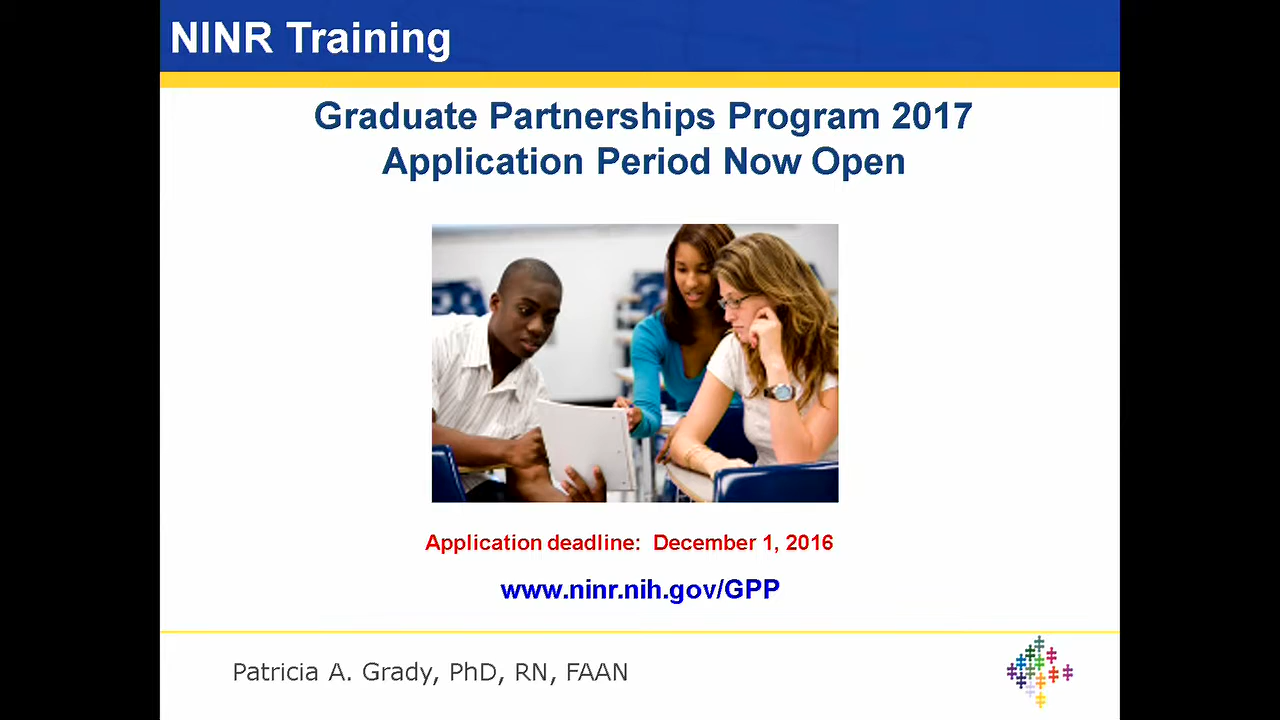 NINR Training
Graduate Partnerships Program 2017
Application Period Now Open
Application deadline:  December 1, 2016
www.ninr.nih.gov/GPP
Patricia A. Grady, PhD, RN, FAAN